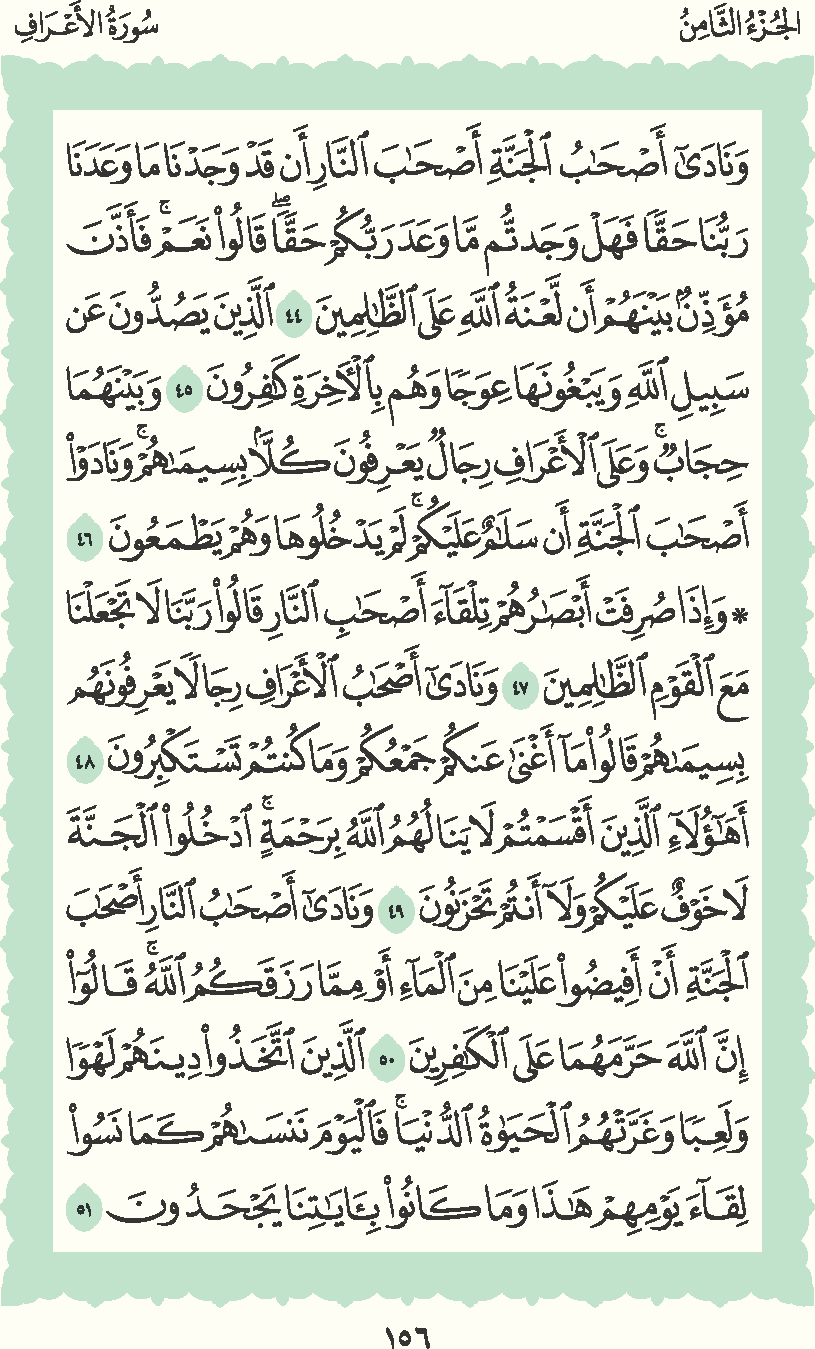 الجُزْءُ الثَّامِنُ
سُورَةُ الأَعْرَافِ
وَنَادَىٰٓ أَصْحَٰبُ ٱلْجَنَّةِ أَصْحَٰبَ ٱلنَّارِ أَن قَدْ وَجَدْنَا مَا وَعَدَنَا
رَبُّنَا حَقًّا فَهَلْ وَجَدتُّم مَّا وَعَدَ رَبُّكُمْ حَقًّاۖ قَالُوا۟ نَعَمْۚ فَأَذَّنَ
مُؤَذِّنٌۢ بَيْنَهُمْ أَن لَّعْنَةُ ٱللَّهِ عَلَى ٱلظَّٰلِمِينَ ٤٤ ٱلَّذِينَ يَصُدُّونَ عَن
سَبِيلِ ٱللَّهِ وَيَبْغُونَهَا عِوَجًا وَهُم بِٱلْءَاخِرَةِ كَٰفِرُونَ ٤٥ وَبَيْنَهُمَا
حِجَابٌۚ وَعَلَى ٱلْأَعْرَافِ رِجَالٌ يَعْرِفُونَ كُلًّۢا بِسِيمَىٰهُمْۚ وَنَادَوْا۟
أَصْحَٰبَ ٱلْجَنَّةِ أَن سَلَٰمٌ عَلَيْكُمْۚ لَمْ يَدْخُلُوهَا وَهُمْ يَطْمَعُونَ ٤٦
* وَإِذَا صُرِفَتْ أَبْصَٰرُهُمْ تِلْقَآءَ أَصْحَٰبِ ٱلنَّارِ قَالُوا۟ رَبَّنَا لَا تَجْعَلْنَا
مَعَ ٱلْقَوْمِ ٱلظَّٰلِمِينَ ٤٧ وَنَادَىٰٓ أَصْحَٰبُ ٱلْأَعْرَافِ رِجَالًا يَعْرِفُونَهُم
بِسِيمَىٰهُمْ قَالُوا۟ مَآ أَغْنَىٰ عَنكُمْ جَمْعُكُمْ وَمَا كُنتُمْ تَسْتَكْبِرُونَ ٤٨
أَهَٰٓؤُلَآءِ ٱلَّذِينَ أَقْسَمْتُمْ لَا يَنَالُهُمُ ٱللَّهُ بِرَحْمَةٍۚ ٱدْخُلُوا۟ ٱلْجَنَّةَ
لَا خَوْفٌ عَلَيْكُمْ وَلَآ أَنتُمْ تَحْزَنُونَ ٤٩ وَنَادَىٰٓ أَصْحَٰبُ ٱلنَّارِ أَصْحَٰبَ
ٱلْجَنَّةِ أَنْ أَفِيضُوا۟ عَلَيْنَا مِنَ ٱلْمَآءِ أَوْ مِمَّا رَزَقَكُمُ ٱللَّهُۚ قَالُوٓا۟
إِنَّ ٱللَّهَ حَرَّمَهُمَا عَلَى ٱلْكَٰفِرِينَ ٥٠ ٱلَّذِينَ ٱتَّخَذُوا۟ دِينَهُمْ لَهْوًا
وَلَعِبًا وَغَرَّتْهُمُ ٱلْحَيَوٰةُ ٱلدُّنْيَاۚ فَٱلْيَوْمَ نَنسَىٰهُمْ كَمَا نَسُوا۟
لِقَآءَ يَوْمِهِمْ هَٰذَا وَمَا كَانُوا۟ بِـَٔايَٰتِنَا يَجْحَدُونَ ٥١
١٥٦